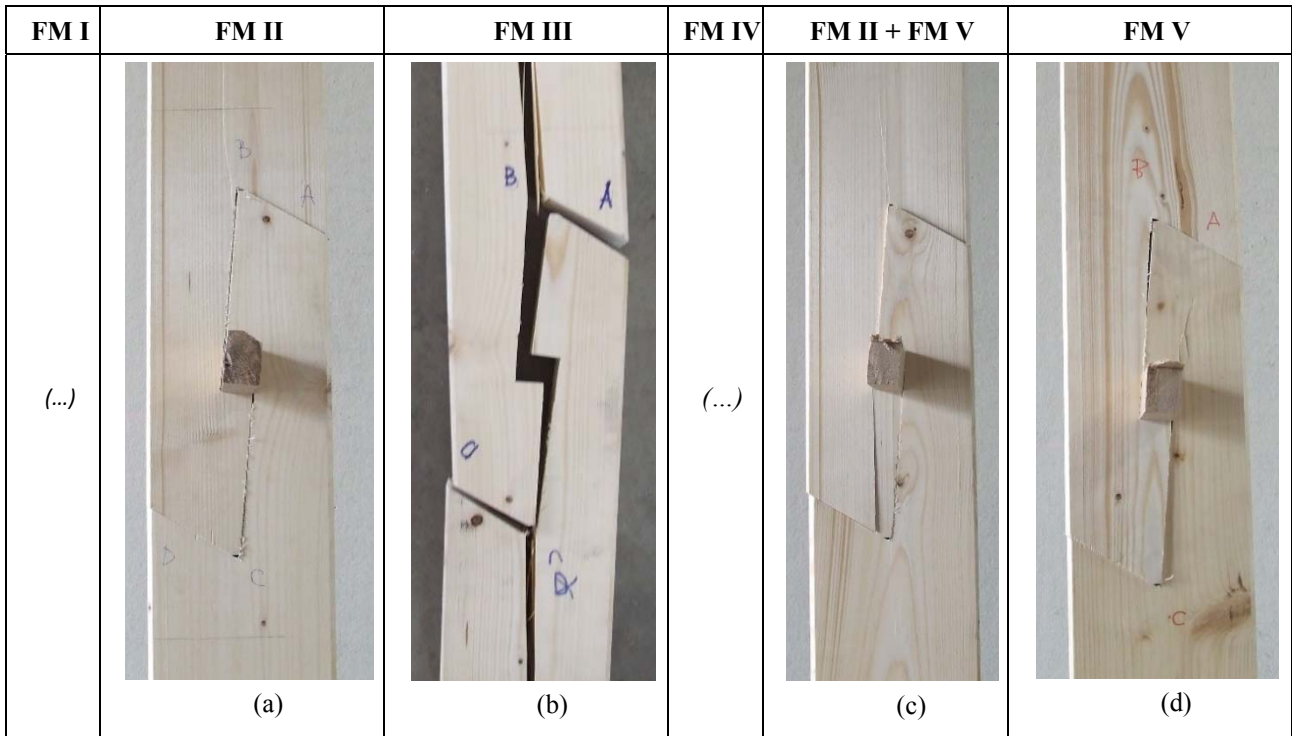 FM I FM II FM III FM IV FM II + FM V FM V
(...) (...)
B
A
D
C
B
A
B
A
C
(a) (b) (c) (d)